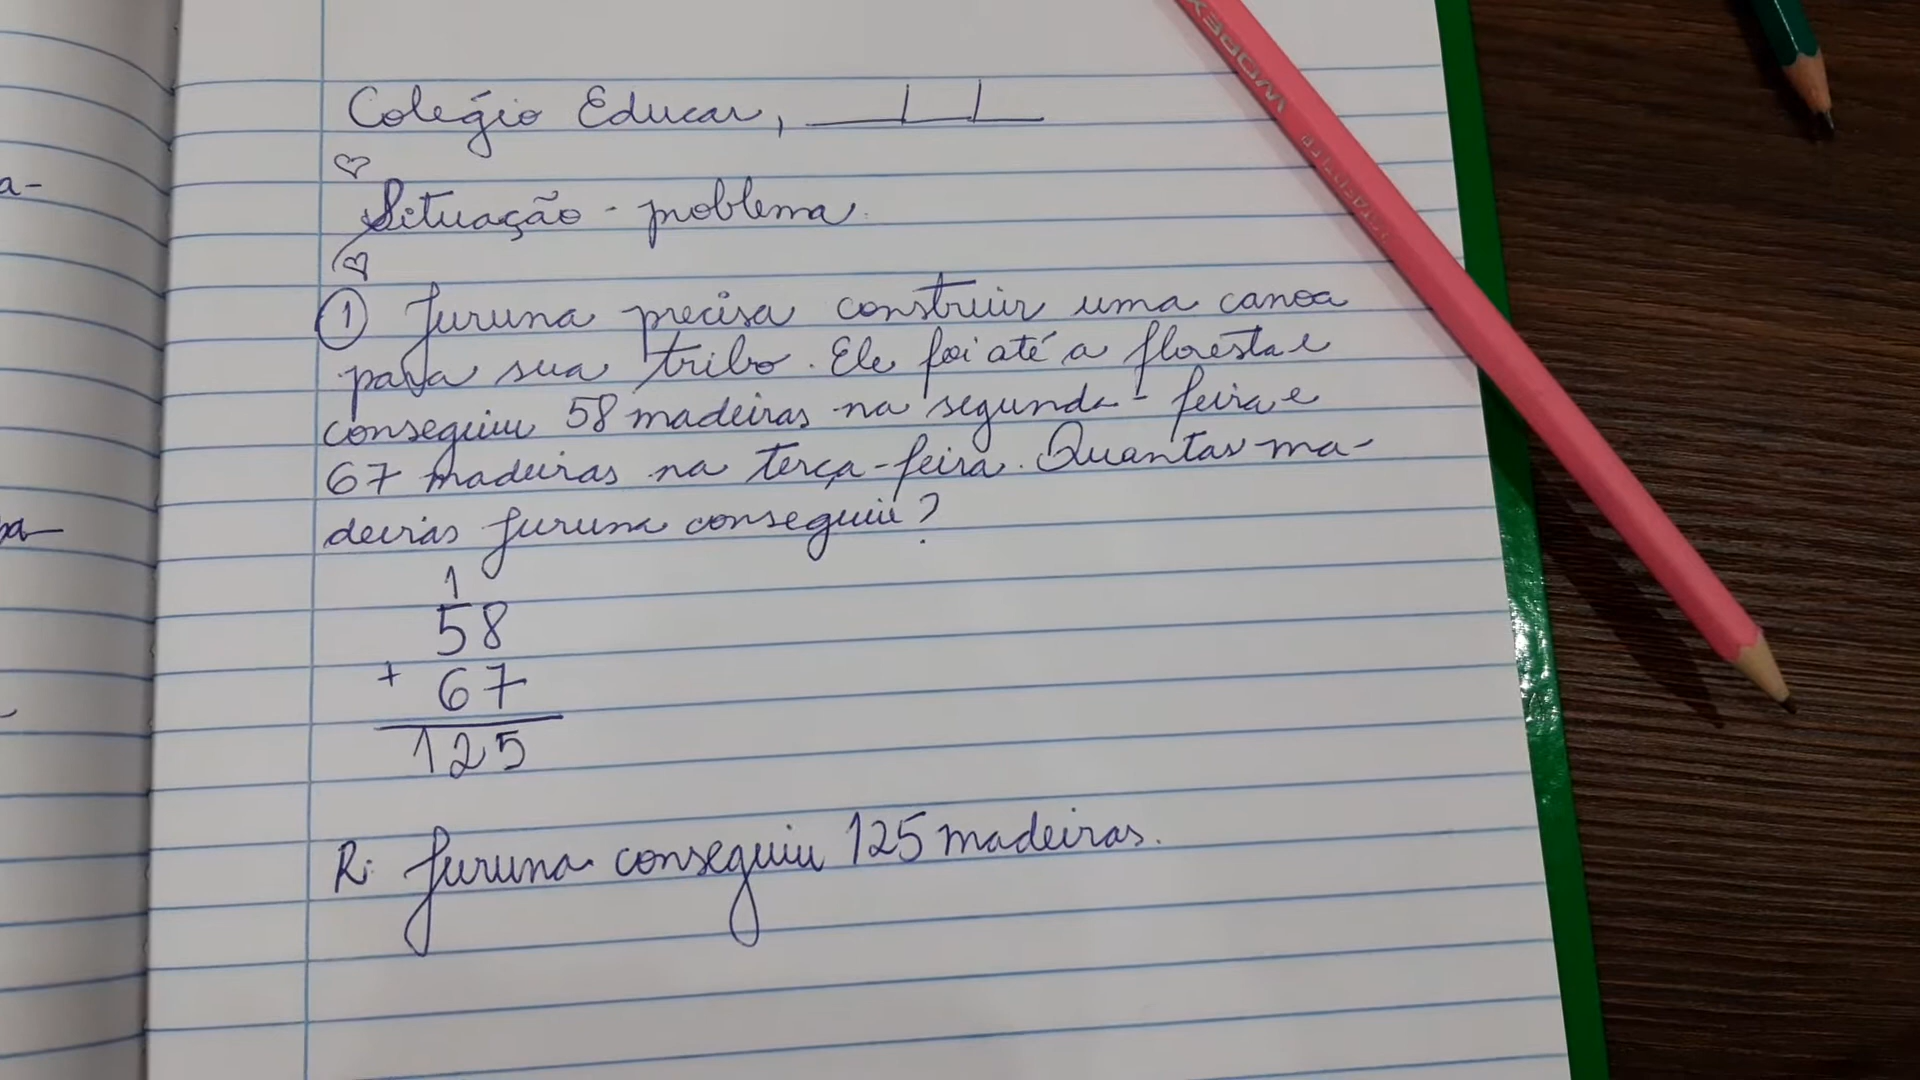 Colégio Educar, __/__/__
Situação-problema.
① Juruna precisa construir uma canoa
para sua tribo. Ele foi até a floresta e
conseguiu 58 madeiras na segunda-feira e
67 madeiras na terça-feira. Quantas ma-
deiras Juruna conseguiu?
1
58
+ 67
125
R: Juruna conseguiu 125 madeiras.
a-